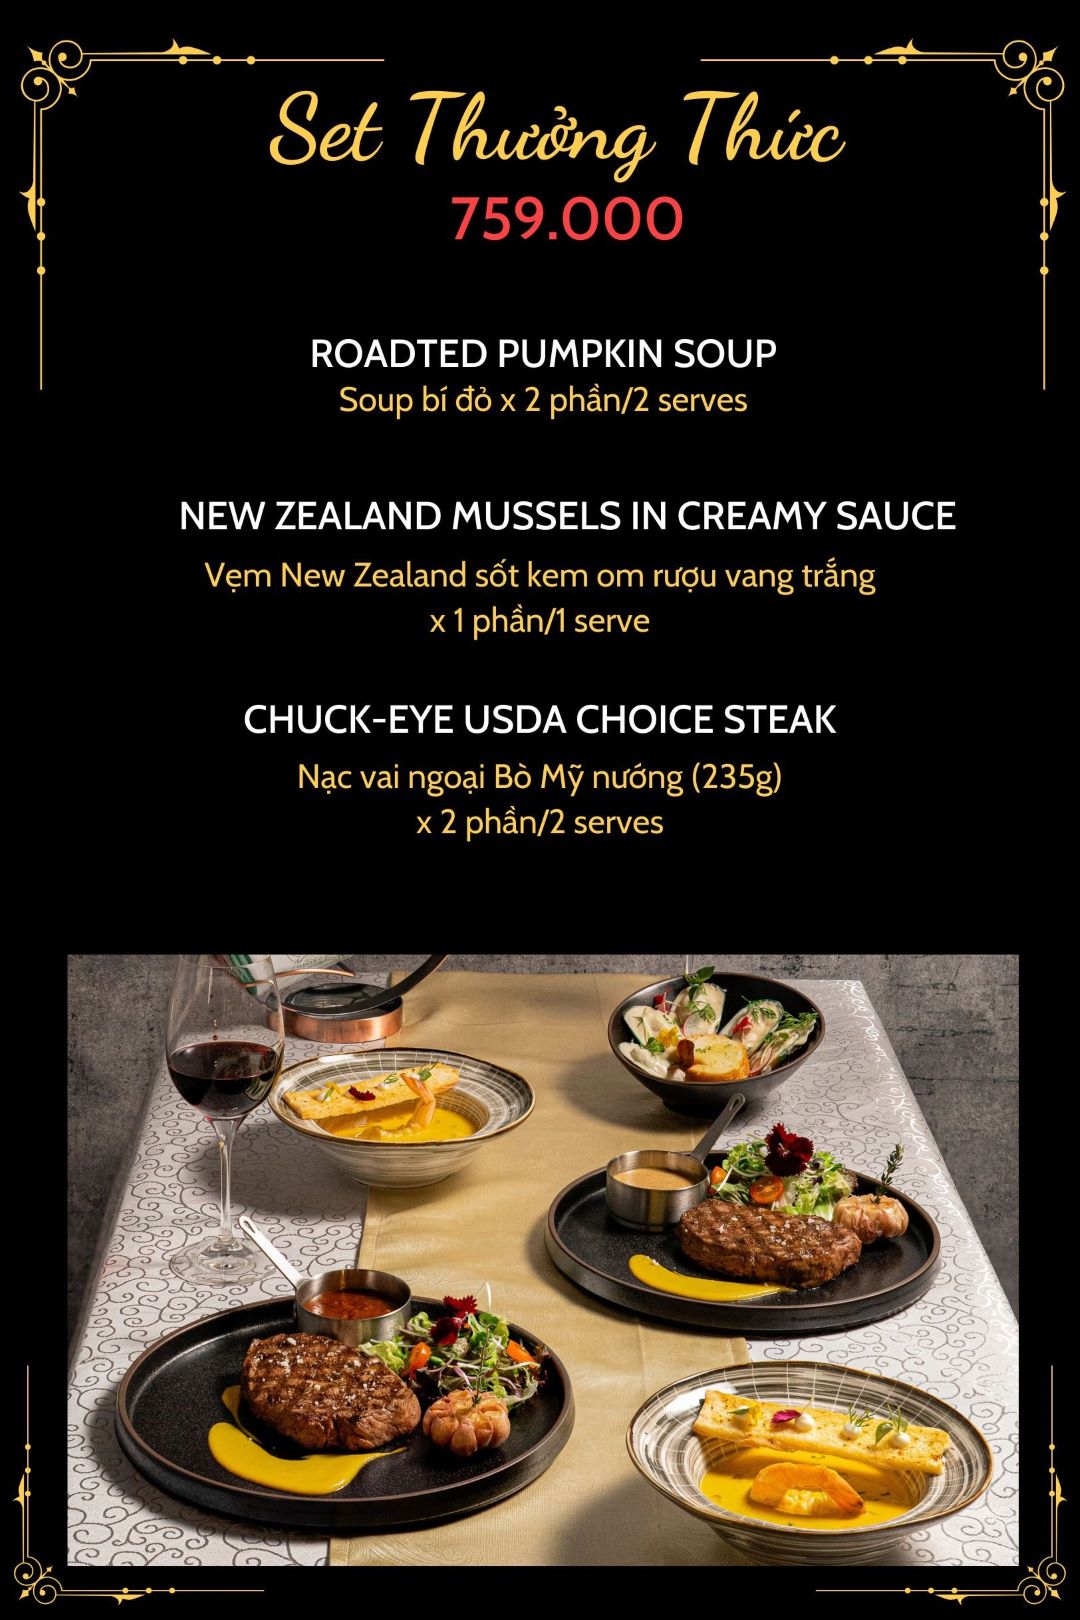 Set Thưởng Thức
759.000
ROADTED PUMPKIN SOUP
Soup bí đỏ x 2 phần/2 serves
NEW ZEALAND MUSSELS IN CREAMY SAUCE
Vẹm New Zealand sốt kem om rượu vang trắng
x 1 phần/1 serve
CHUCK-EYE USDA CHOICE STEAK
Nạc vai ngoại Bò Mỹ nướng (235g)
x 2 phần/2 serves